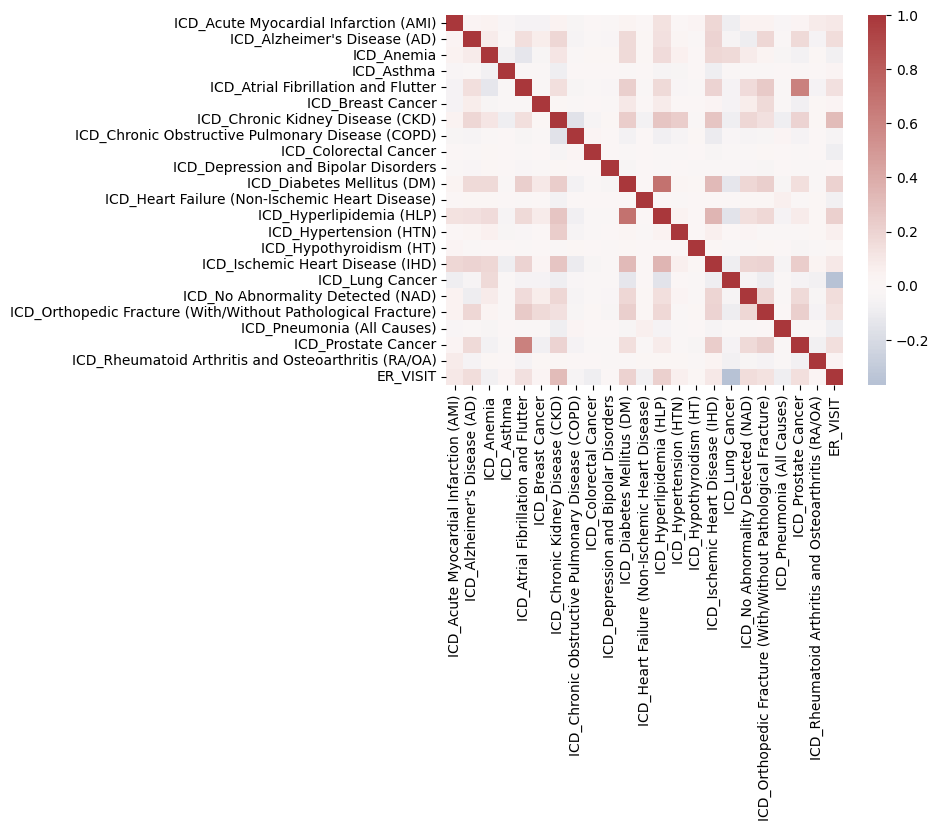 ICD_Acute Myocardial Infarction (AMI)
ICD_Alzheimer's Disease (AD)
ICD_Anemia
ICD_Asthma
ICD_Atrial Fibrillation and Flutter
ICD_Breast Cancer
ICD_Chronic Kidney Disease (CKD)
ICD_Chronic Obstructive Pulmonary Disease (COPD)
ICD_Colorectal Cancer
ICD_Depression and Bipolar Disorders
ICD_Diabetes Mellitus (DM)
ICD_Heart Failure (Non-Ischemic Heart Disease)
ICD_Hyperlipidemia (HLP)
ICD_Hypertension (HTN)
ICD_Hypothyroidism (HT)
ICD_Ischemic Heart Disease (IHD)
ICD_Lung Cancer
ICD_No Abnormality Detected (NAD)
ICD_Orthopedic Fracture (With/Without Pathological Fracture)
ICD_Pneumonia (All Causes)
ICD_Prostate Cancer
ICD_Rheumatoid Arthritis and Osteoarthritis (RA/OA)
ER_VISIT
ICD_Acute Myocardial Infarction (AMI)
ICD_Alzheimer's Disease (AD)
ICD_Anemia
ICD_Asthma
ICD_Atrial Fibrillation and Flutter
ICD_Breast Cancer
ICD_Chronic Kidney Disease (CKD)
ICD_Chronic Obstructive Pulmonary Disease (COPD)
ICD_Colorectal Cancer
ICD_Depression and Bipolar Disorders
ICD_Diabetes Mellitus (DM)
ICD_Heart Failure (Non-Ischemic Heart Disease)
ICD_Hyperlipidemia (HLP)
ICD_Hypertension (HTN)
ICD_Hypothyroidism (HT)
ICD_Ischemic Heart Disease (IHD)
ICD_Lung Cancer
ICD_No Abnormality Detected (NAD)
ICD_Orthopedic Fracture (With/Without Pathological Fracture)
ICD_Pneumonia (All Causes)
ICD_Prostate Cancer
ICD_Rheumatoid Arthritis and Osteoarthritis (RA/OA)
ER_VISIT
1.0
0.8
0.6
0.4
0.2
0.0
−0.2